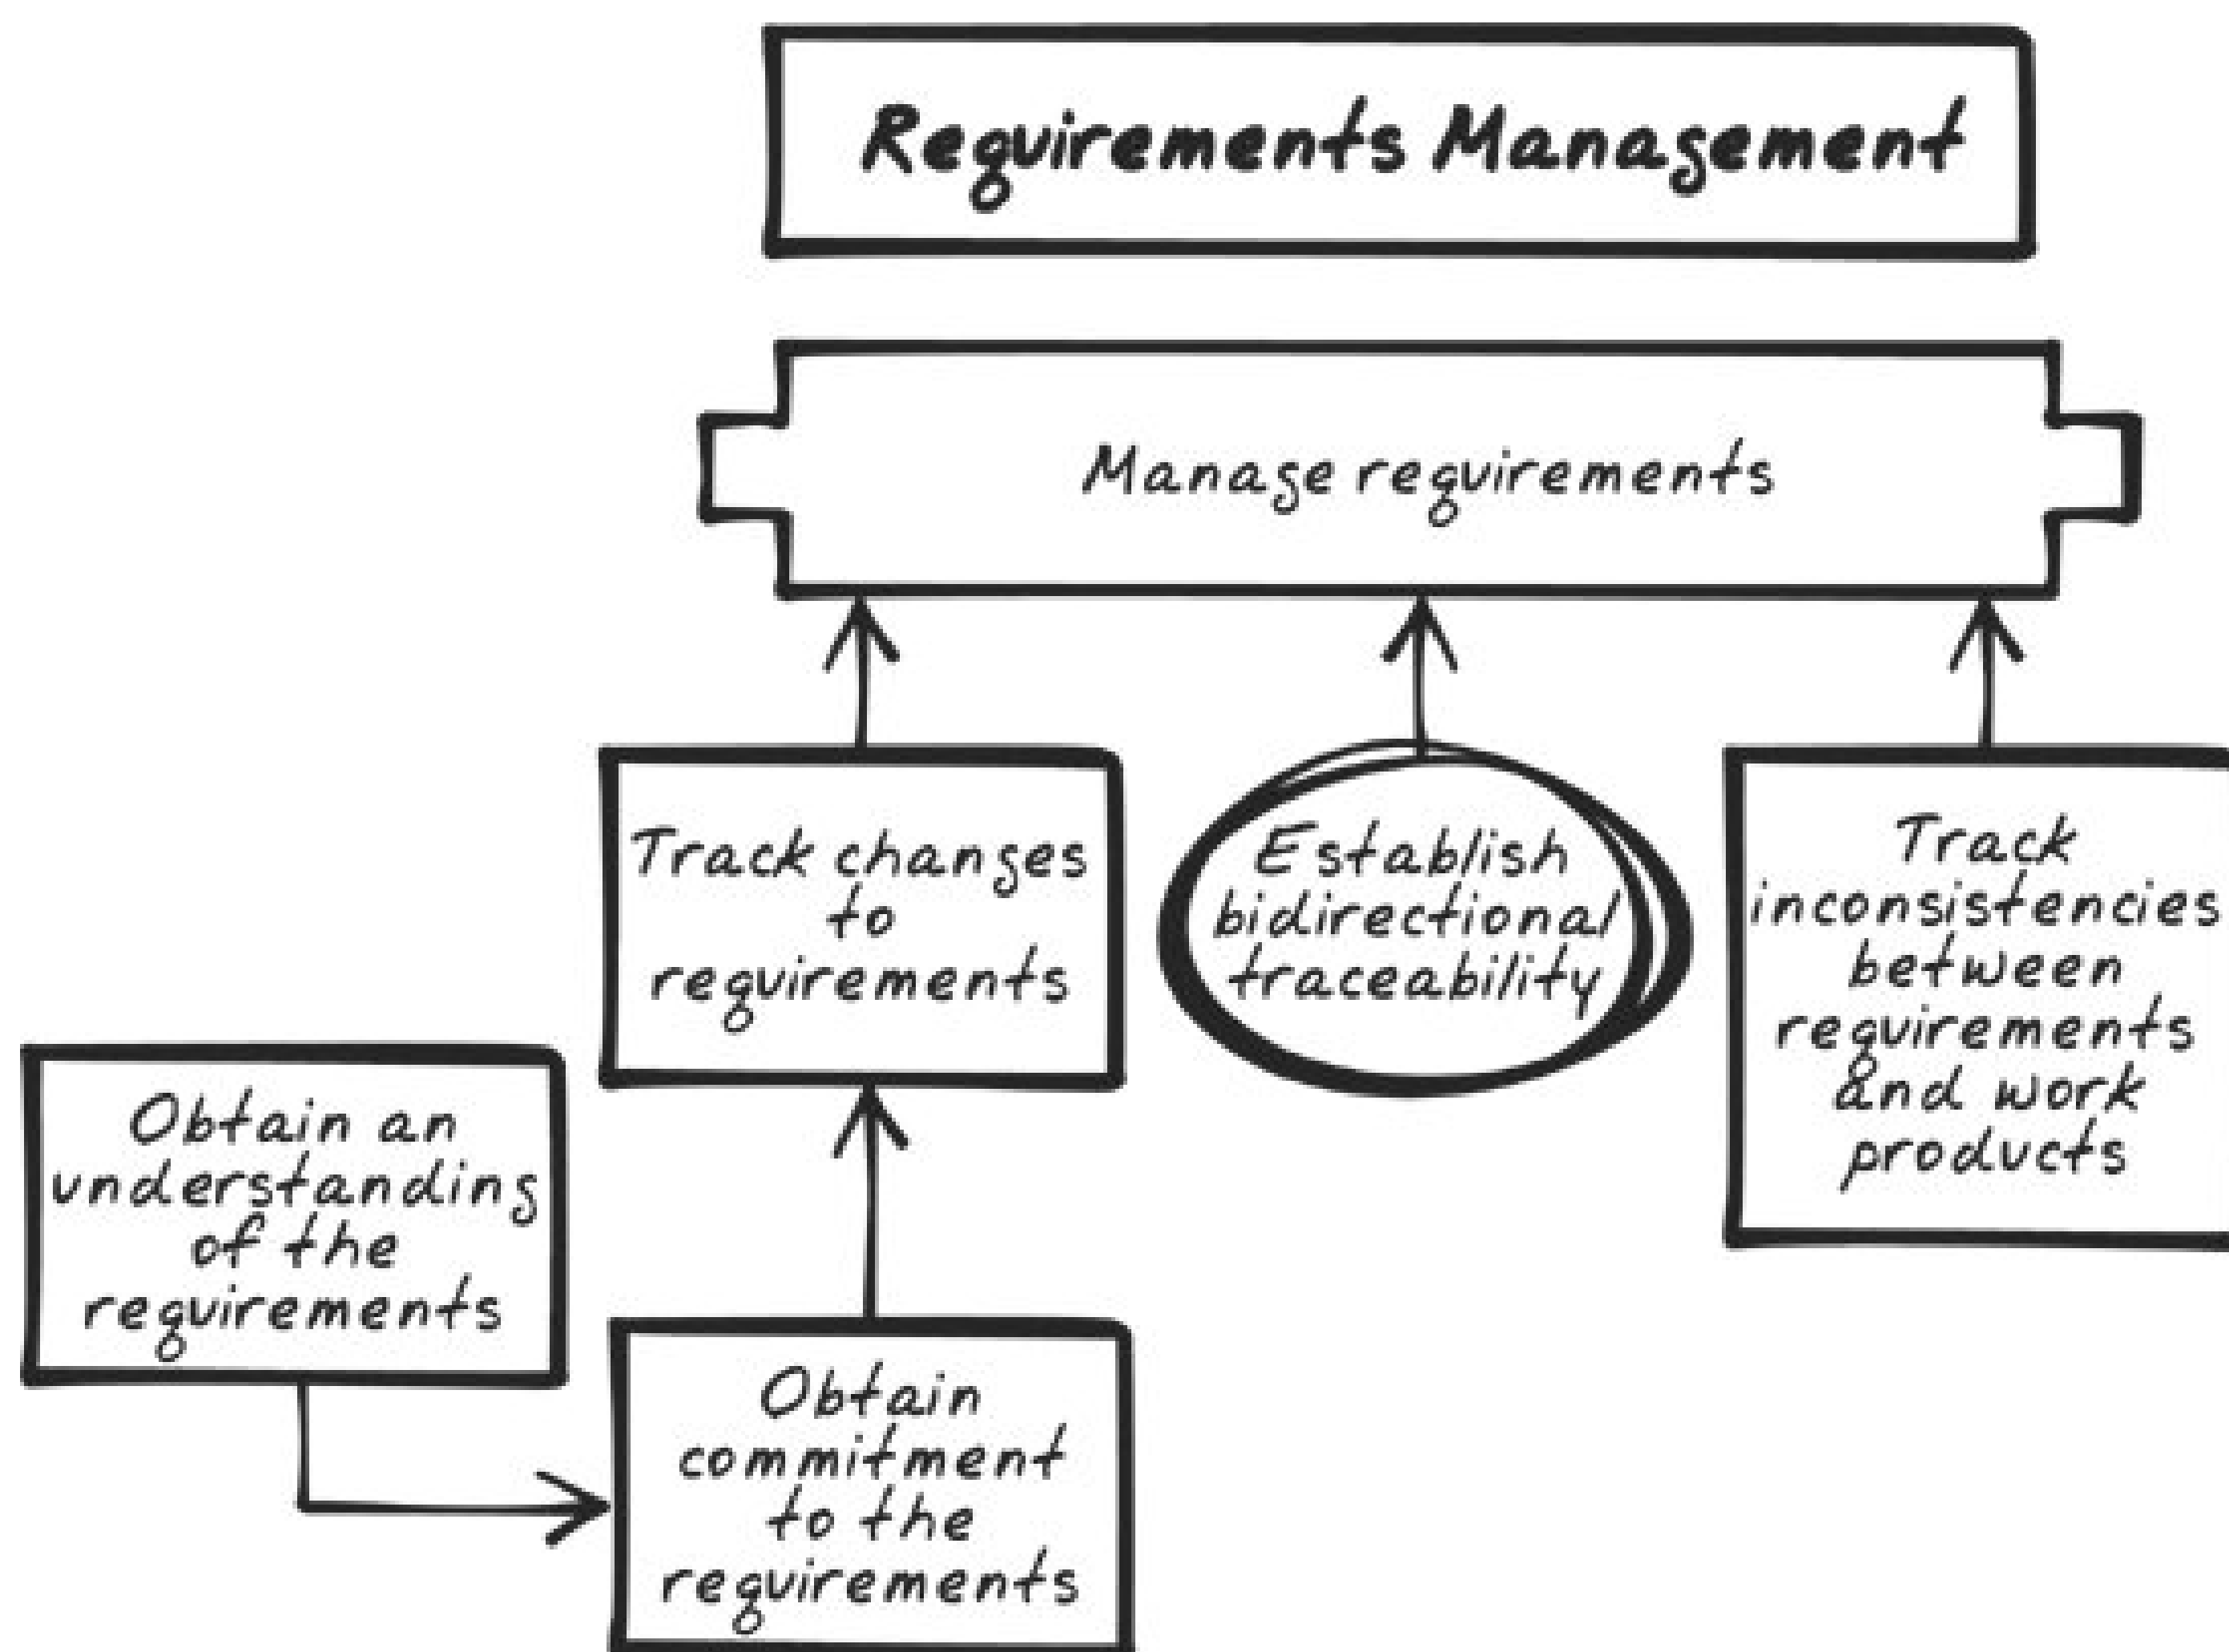 Requirements Management
Manage requirements
Track changes
to
requirements
Establish
bidirectional
traceability
Track
inconsistencies
between
requirements
and work
products
Obtain an
understanding
of the
requirements
Obtain
commitment
to the
requirements